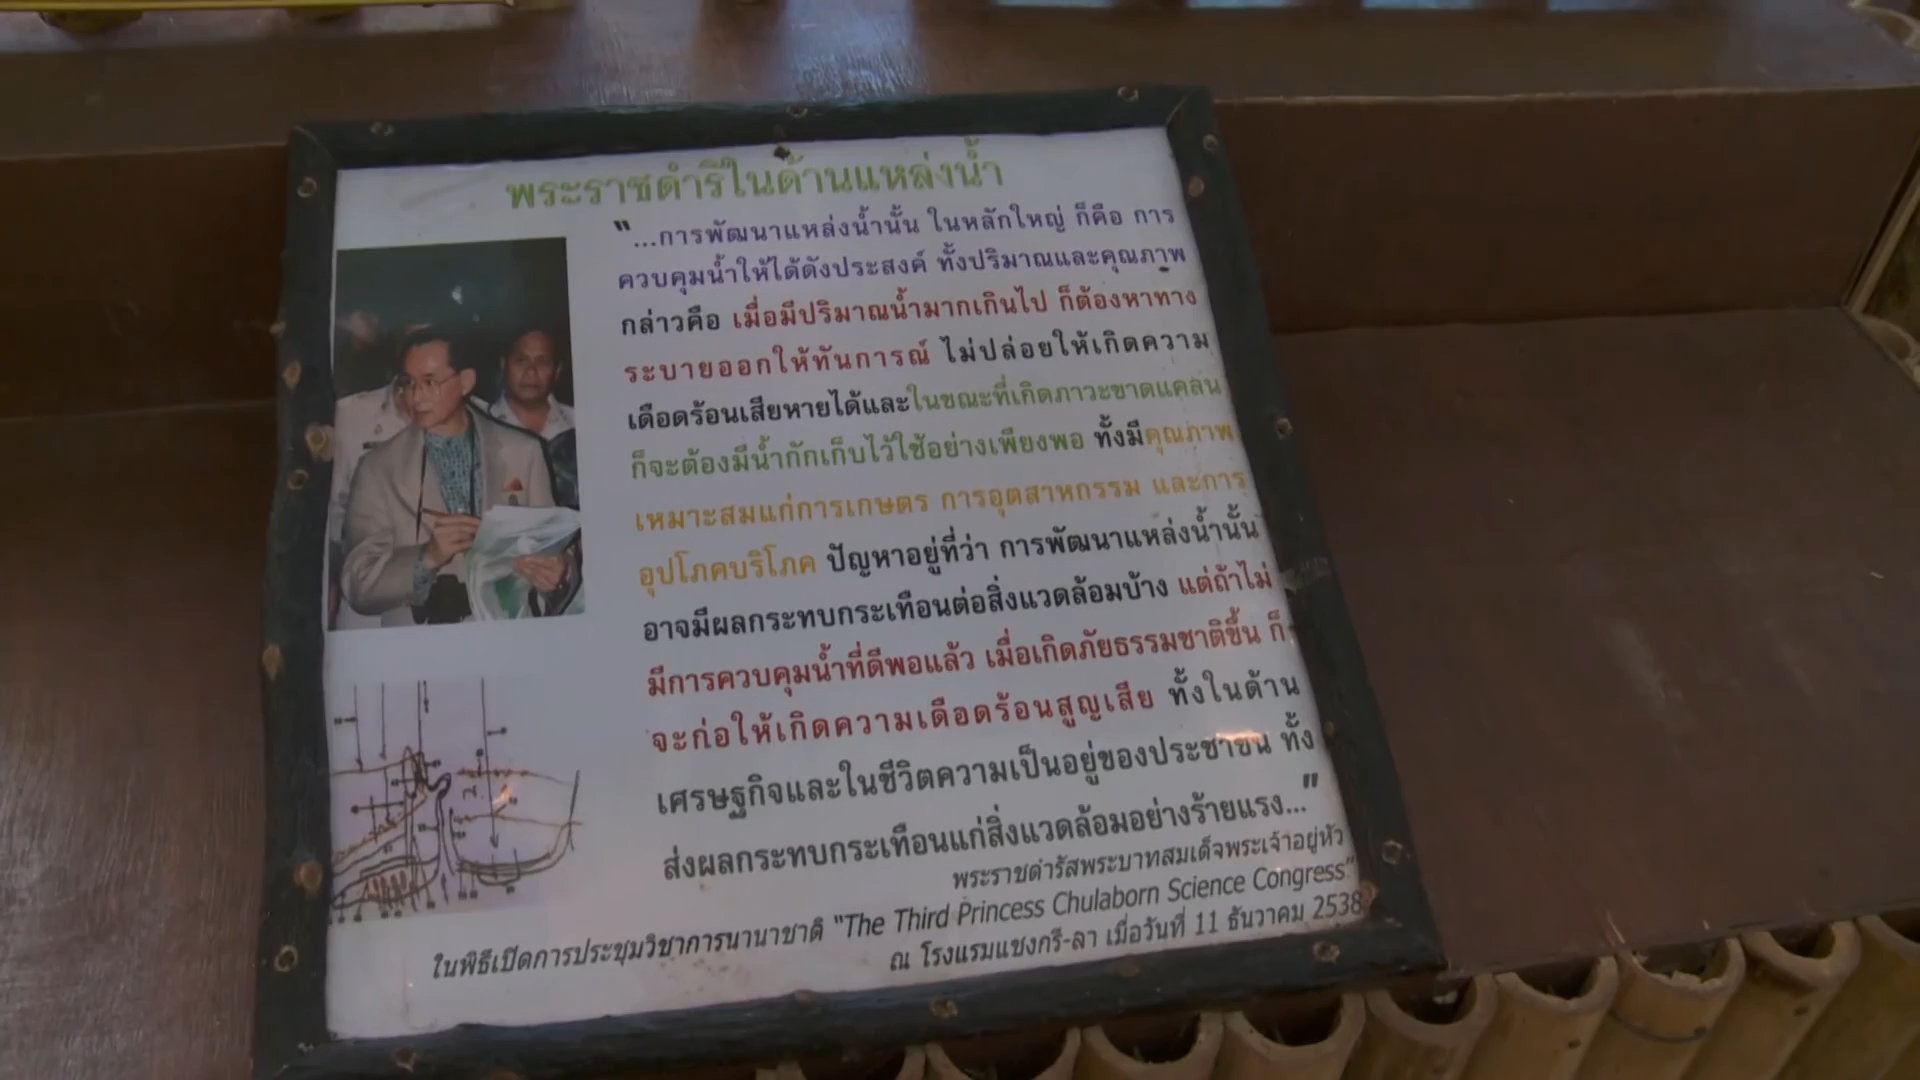 พระราชดำริในด้านแหล่งน้ำ
"...การพัฒนาแหล่งน้ำนั้น ในหลักใหญ่ ก็คือ การ
ควบคุมน้ำให้ได้ดังประสงค์ ทั้งปริมาณและคุณภาพ
กล่าวคือ เมื่อมีปริมาณน้ำมากเกินไป ก็ต้องหาทาง
ระบายออกให้ทันการณ์ ไม่ปล่อยให้เกิดความ
เดือดร้อนเสียหายได้และในขณะที่เกิดภาวะขาดแคลน
ก็จะต้องมีน้ำกักเก็บไว้ใช้อย่างเพียงพอ ทั้งมีคุณภาพ
เหมาะสมแก่การเกษตร การอุตสาหกรรม และการ
อุปโภคบริโภค ปัญหาอยู่ที่ว่า การพัฒนาแหล่งน้ำนั้น
อาจมีผลกระทบกระเทือนต่อสิ่งแวดล้อมบ้าง แต่ถ้าไม่
มีการควบคุมน้ำที่ดีพอแล้ว เมื่อเกิดภัยธรรมชาติขึ้น ก็
จะก่อให้เกิดความเดือดร้อนสูญเสีย ทั้งในด้าน
เศรษฐกิจและในชีวิตความเป็นอยู่ของประชาชน ทั้ง
ส่งผลกระทบกระเทือนแก่สิ่งแวดล้อมอย่างร้ายแรง..."
พระราชดำรัสพระบาทสมเด็จพระเจ้าอยู่หัว
ในพิธีเปิดการประชุมวิชาการนานาชาติ "The Third Princess Chulaborn Science Congress"
ณ โรงแรมแชงกรี-ลา เมื่อวันที่ 11 ธันวาคม 2538